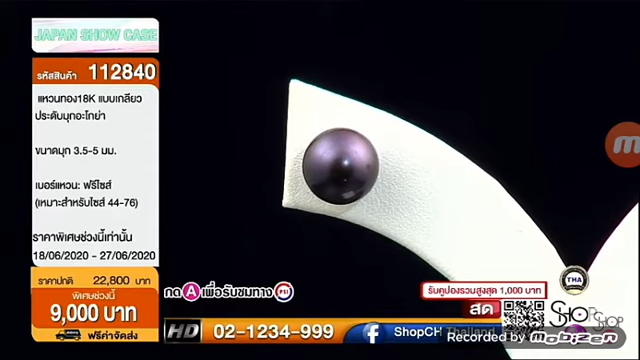 JAPAN SHOW CASE
รหัสสินค้า 112840
แหวนทอง18K แบบเกลียว
ประดับมุกอะโกย่า
ขนาดมุก 3.5-5 มม.
เบอร์แหวน: ฟรีไซส์
(เหมาะสำหรับไซส์ 44-76)
ราคาพิเศษช่วงนี้เท่านั้น
18/06/2020 - 27/06/2020
ราคาปกติ 22,800 บาท
พิเศษช่วงนี้
9,000 บาท
ฟรีค่าจัดส่ง
กด A เพื่อรับชมทาง
รับคูปองรวมสูงสุด 1,000 บาท
สด
THA
HD 02-1234-999 ShopCH Thailand
SHOP
Recorded by mobizen